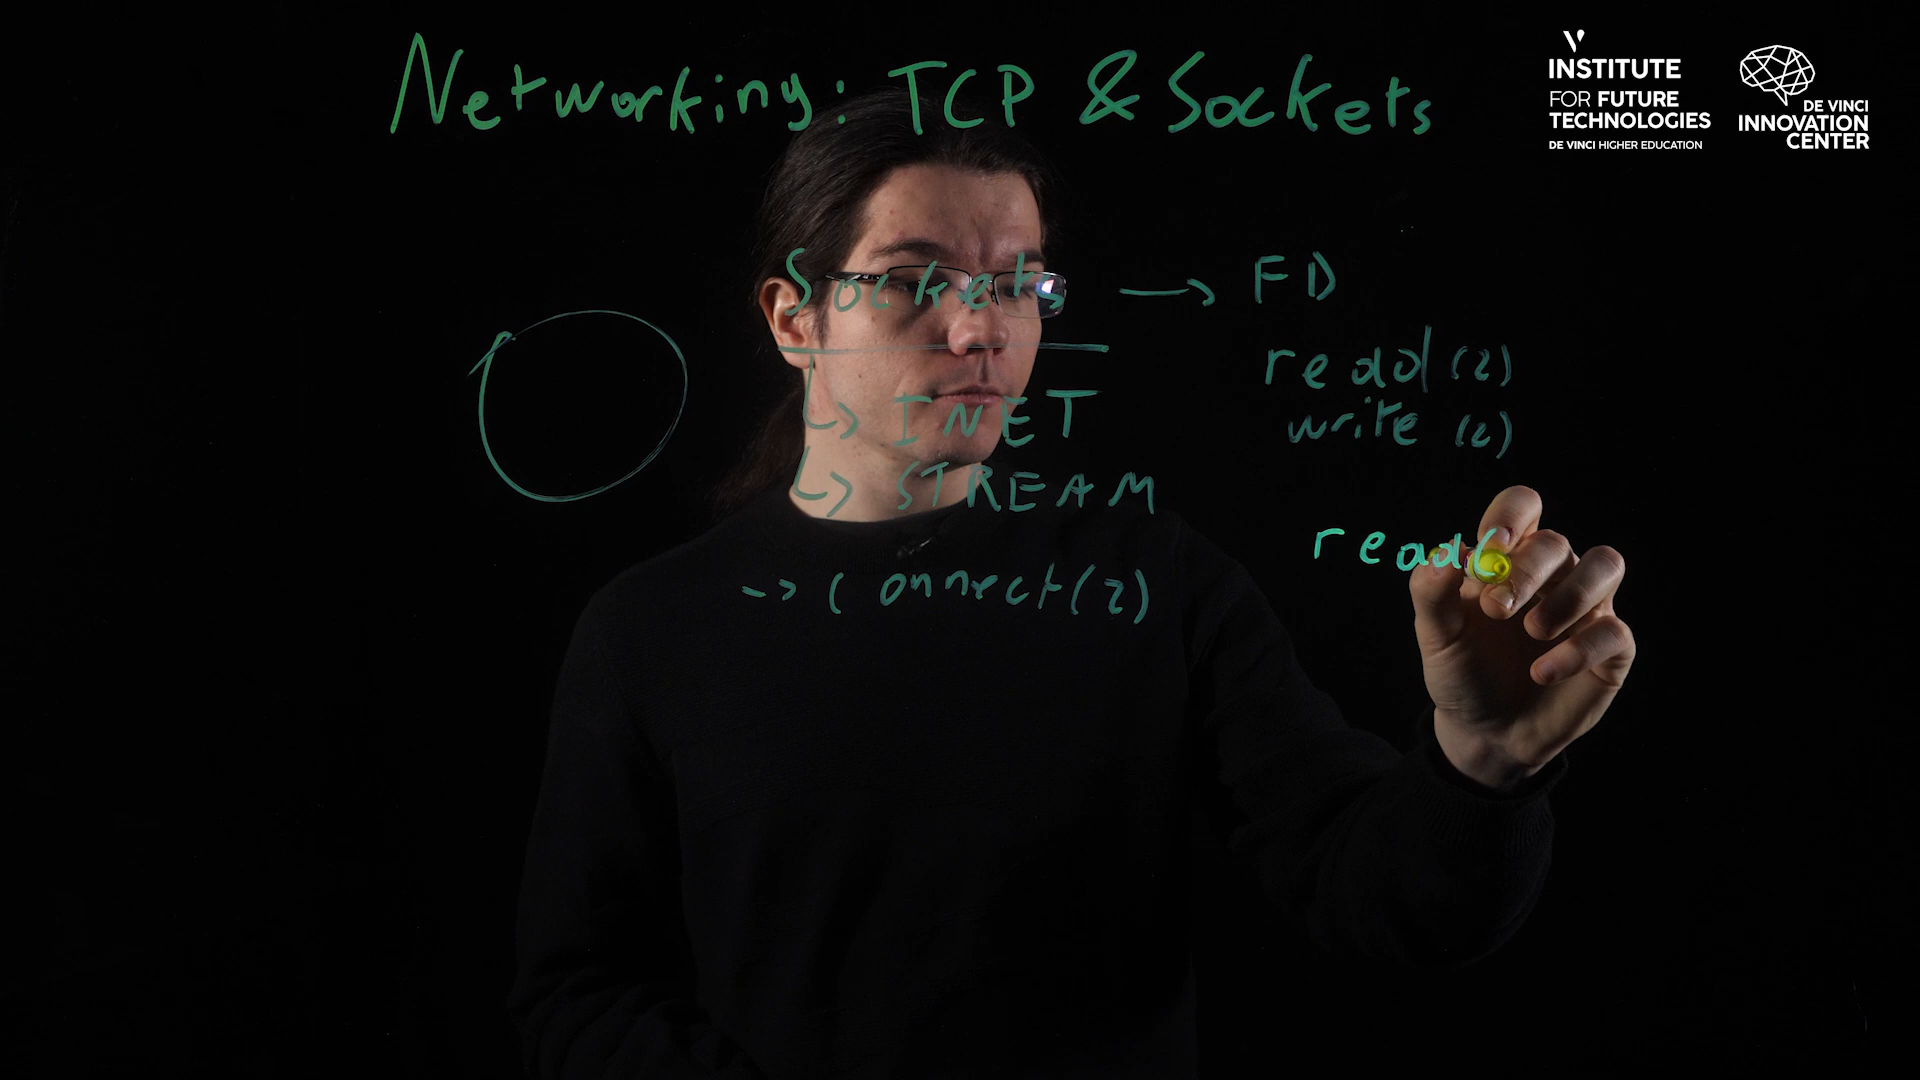 Networking: TCP & Sockets
INSTITUTE
FOR FUTURE
TECHNOLOGIES
DE VINCI HIGHER EDUCATION
DE VINCI
INNOVATION
CENTER
Sockets → FD
read (2)
write (2)
↳ INET
↳ STREAM
read(
-> connect(2)